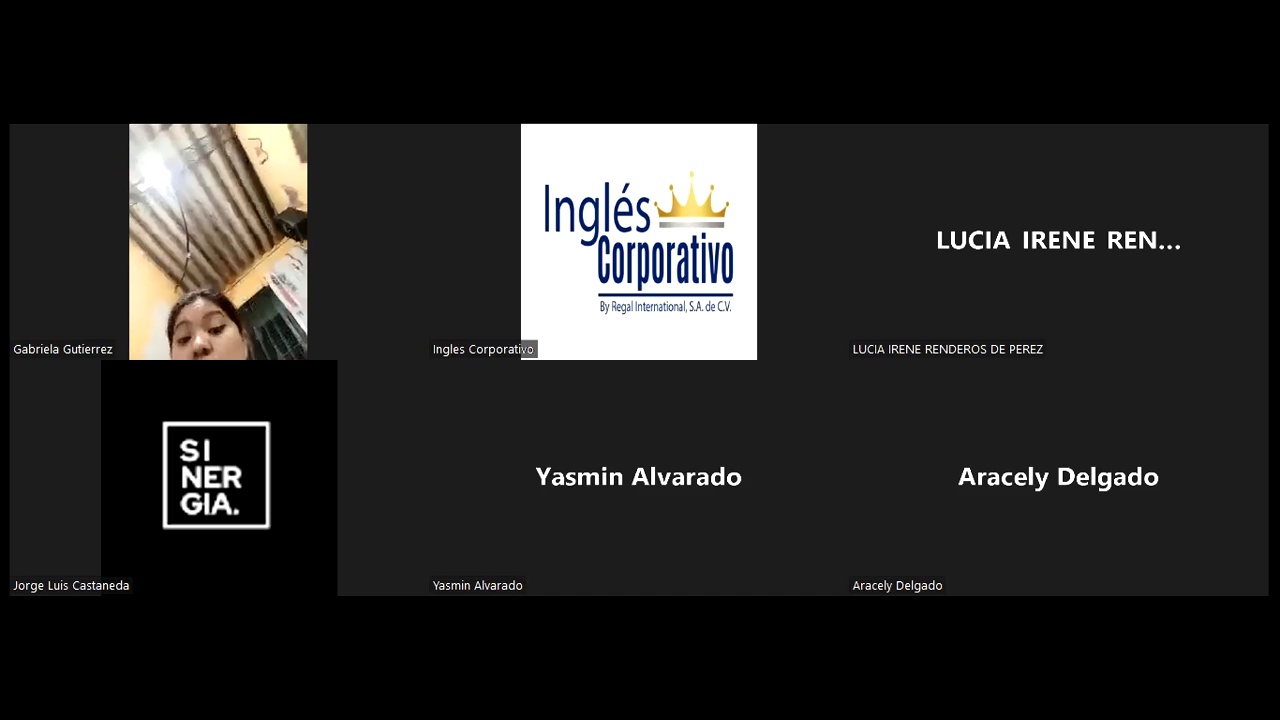 Inglés
Corporativo
By Regal International, S.A. de C.V.
LUCIA IRENE REN...
Gabriela Gutierrez
Ingles Corporativo
LUCIA IRENE RENDEROS DE PEREZ
SI
NER
GIA.
Yasmin Alvarado
Aracely Delgado
Jorge Luis Castaneda
Yasmin Alvarado
Aracely Delgado